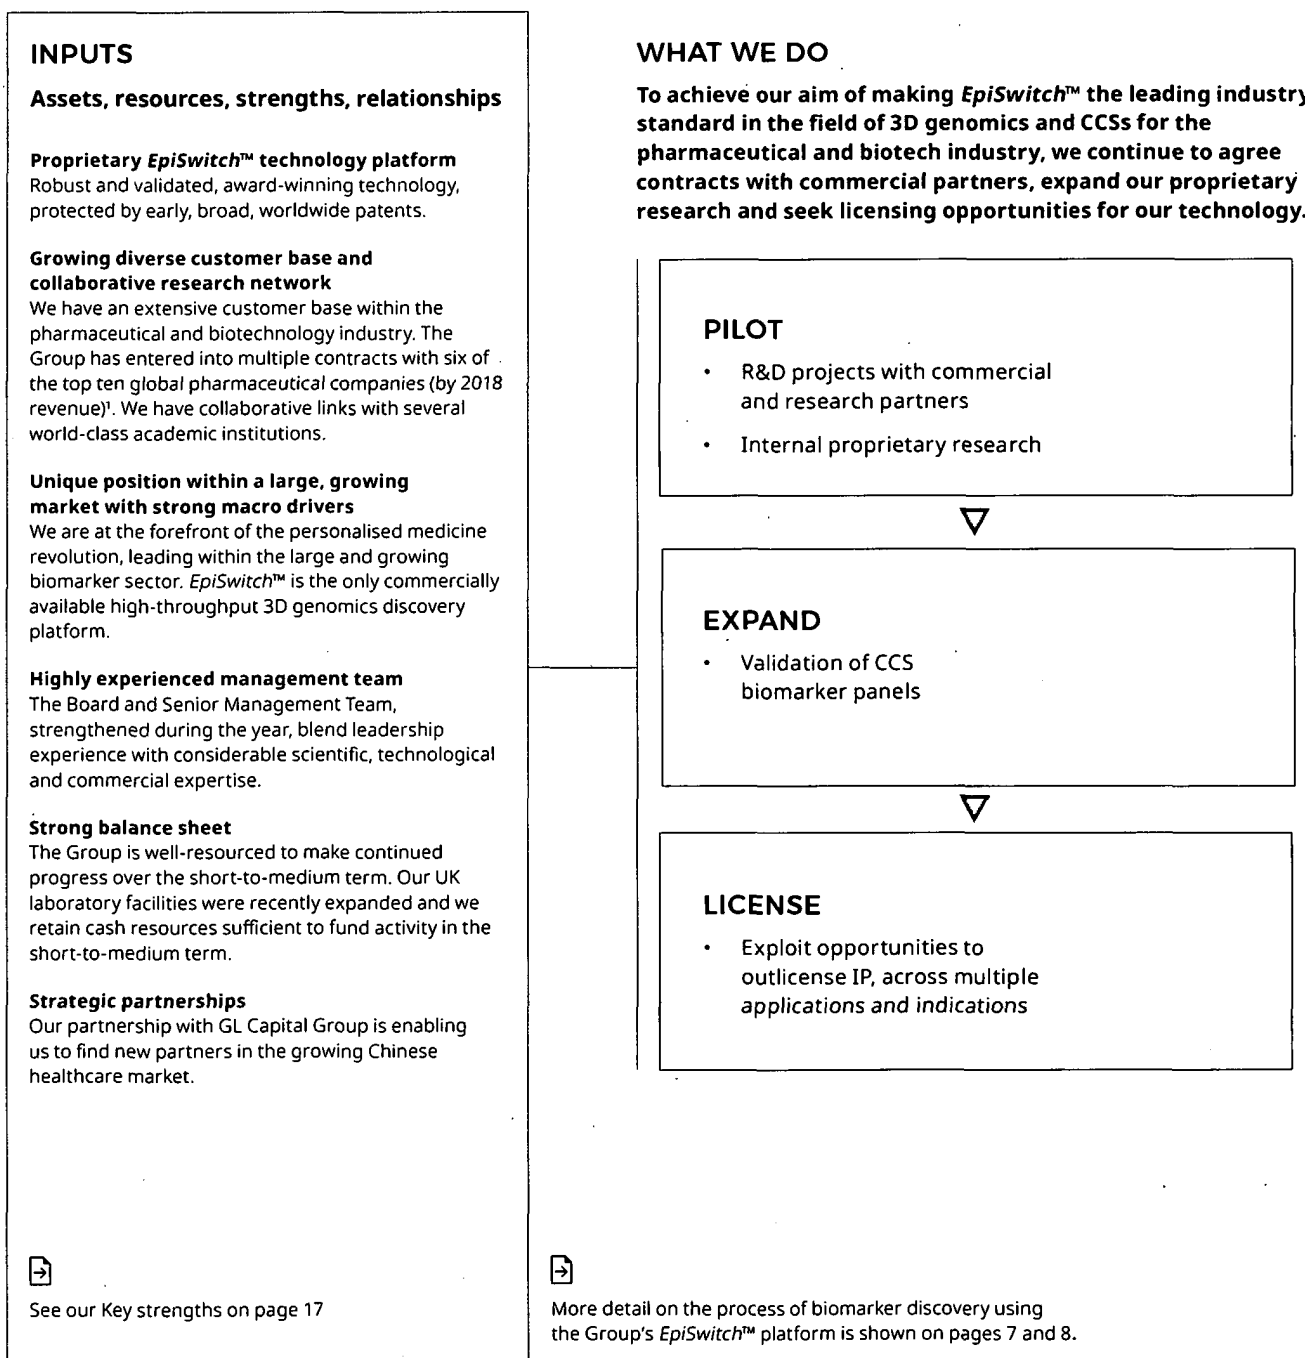 INPUTS
Assets, resources, strengths, relationships
Proprietary EpiSwitch™ technology platform
Robust and validated, award-winning technology,
protected by early, broad, worldwide patents.
Growing diverse customer base and
collaborative research network
We have an extensive customer base within the
pharmaceutical and biotechnology industry. The
Group has entered into multiple contracts with six of
the top ten global pharmaceutical companies (by 2018
revenue)¹. We have collaborative links with several
world-class academic institutions.
Unique position within a large, growing
market with strong macro drivers
We are at the forefront of the personalised medicine
revolution, leading within the large and growing
biomarker sector. EpiSwitch™ is the only commercially
available high-throughput 3D genomics discovery
platform.
Highly experienced management team
The Board and Senior Management Team,
strengthened during the year, blend leadership
experience with considerable scientific, technological
and commercial expertise.
Strong balance sheet
The Group is well-resourced to make continued
progress over the short-to-medium term. Our UK
laboratory facilities were recently expanded and we
retain cash resources sufficient to fund activity in the
short-to-medium term.
Strategic partnerships
Our partnership with GL Capital Group is enabling
us to find new partners in the growing Chinese
healthcare market.
See our Key strengths on page 17
WHAT WE DO
To achieve our aim of making EpiSwitch™ the leading industry
standard in the field of 3D genomics and CCSs for the
pharmaceutical and biotech industry, we continue to agree
contracts with commercial partners, expand our proprietary
research and seek licensing opportunities for our technology.
PILOT
• R&D projects with commercial
and research partners
• Internal proprietary research
EXPAND
• Validation of CCS
biomarker panels
LICENSE
• Exploit opportunities to
outlicense IP, across multiple
applications and indications
More detail on the process of biomarker discovery using
the Group's EpiSwitch™ platform is shown on pages 7 and 8.